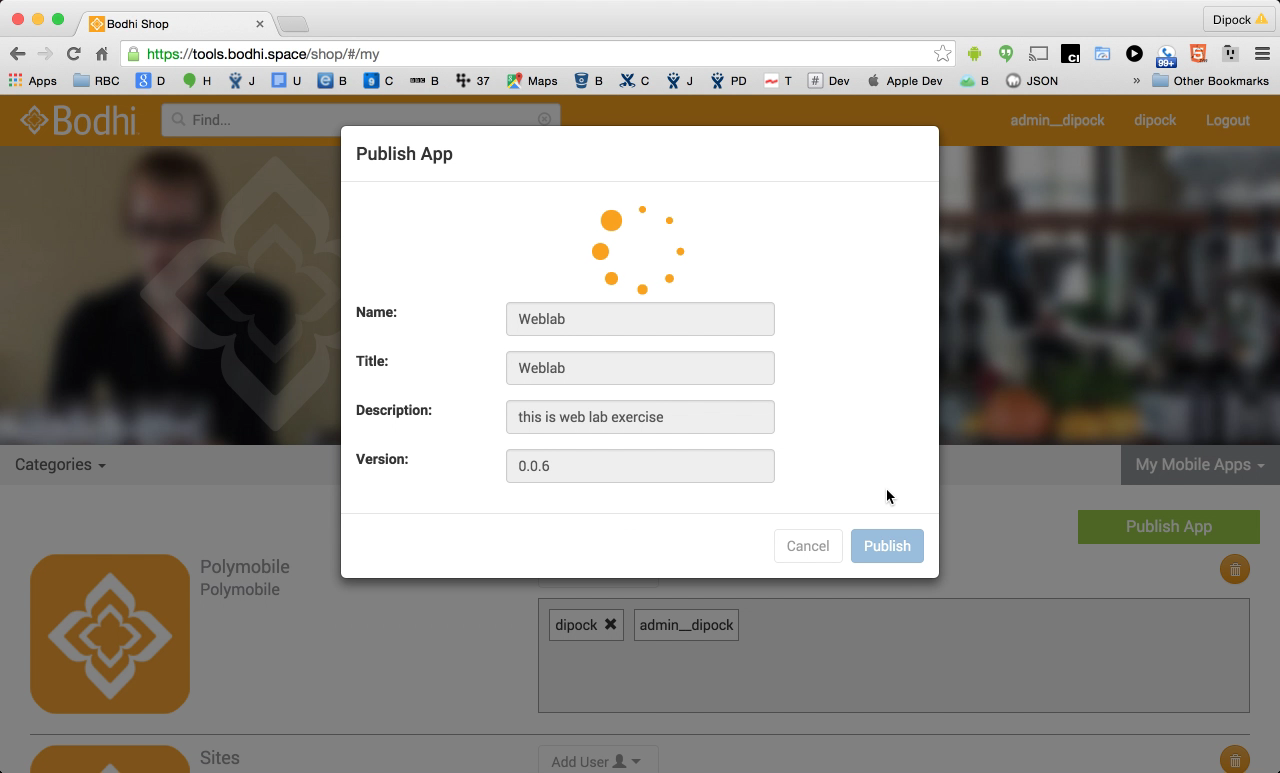 Bodhi Shop
Dipock
https://tools.bodhi.space/shop/#/my
99+
Apps RBC D H J U B C BBC B 37 Maps B C J PD T # Dev Apple Dev B JSON » Other Bookmarks
Bodhi
Find...
admin__dipock dipock Logout
Publish App
Name: Weblab
Title: Weblab
Description: this is web lab exercise
Version: 0.0.6
Cancel Publish
Categories
My Mobile Apps
Publish App
Polymobile
Polymobile
dipock admin__dipock
Sites
Add User